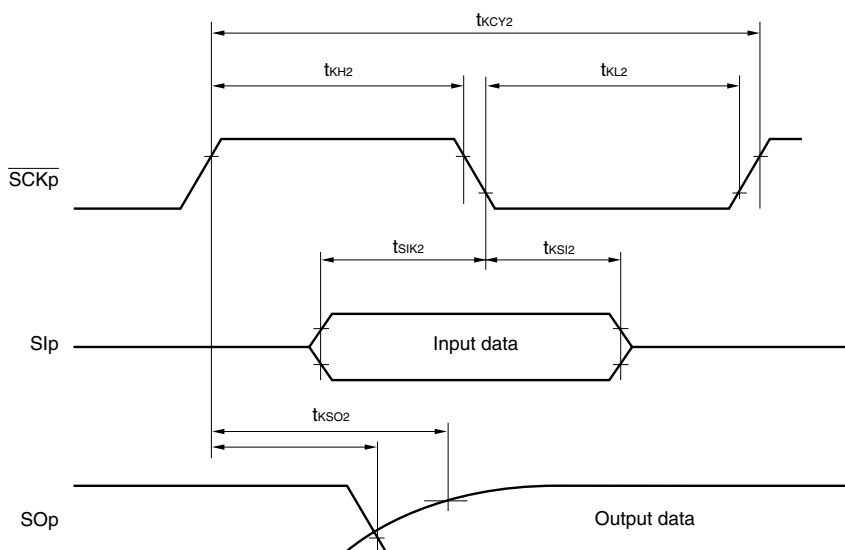 tKCY2
tKH2
tKL2
SCKp
tSIK2
tKSI2
SIp
Input data
tKSO2
SOp
Output data